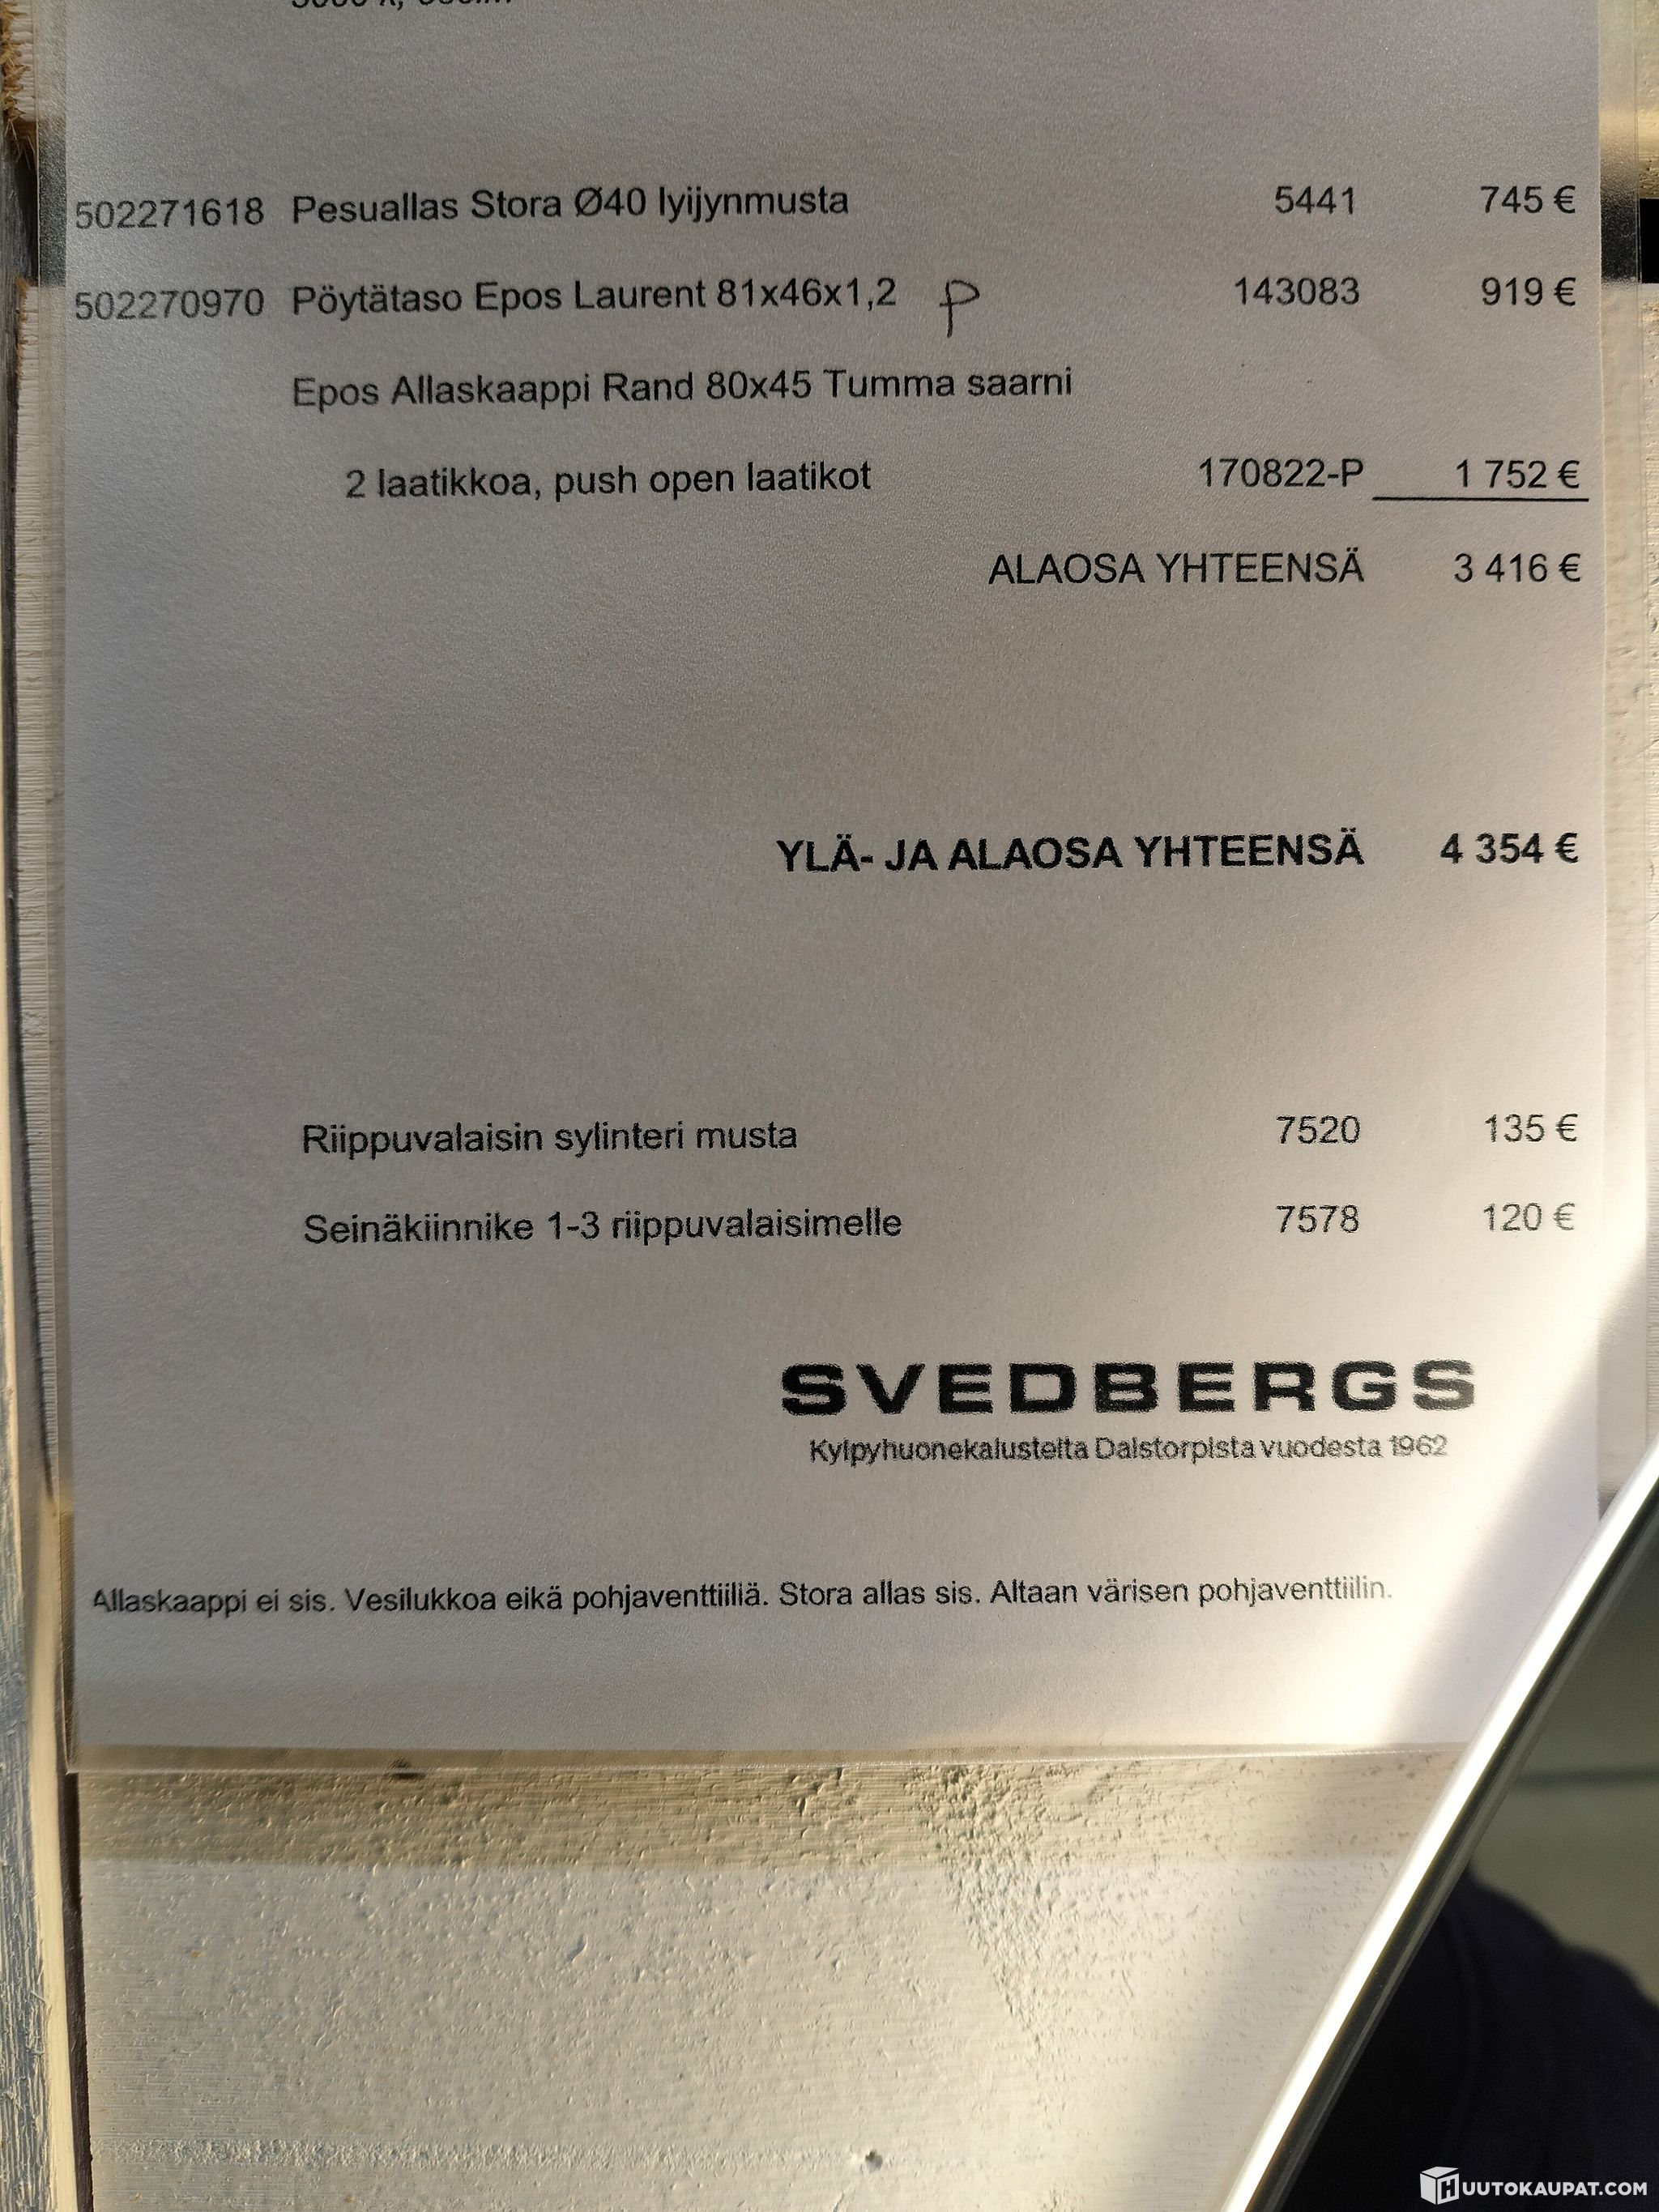 502271618 Pesuallas Stora Ø40 lyijynmusta 5441 745 €
502270970 Pöytätaso Epos Laurent 81x46x1,2 P 143083 919 €
Epos Allaskaappi Rand 80x45 Tumma saarni
2 laatikkoa, push open laatikot 170822-P 1 752 €
ALAOSA YHTEENSÄ 3 416 €
YLÄ- JA ALAOSA YHTEENSÄ 4 354 €
Riippuvalaisin sylinteri musta 7520 135 €
Seinäkiinnike 1-3 riippuvalaisimelle 7578 120 €
SVEDBERGS
Kylpyhuonekalusteita Dalstorpista vuodesta 1962
Allaskaappi ei sis. Vesilukkoa eikä pohjaventtiiliä. Stora allas sis. Altaan värisen pohjaventtiilin.
HUUTOKAUPAT.COM